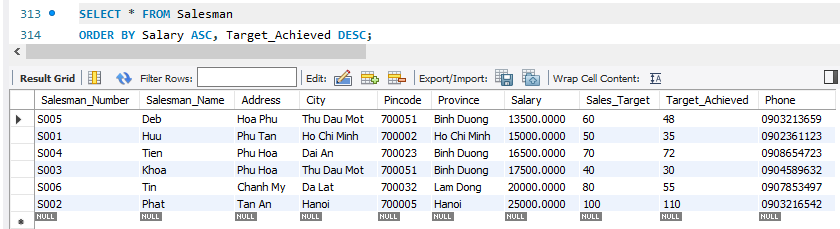 313 SELECT * FROM Salesman
314 ORDER BY Salary ASC, Target_Achieved DESC;
Result Grid Filter Rows: Edit: Export/Import: Wrap Cell Content:
Salesman_Number Salesman_Name Address City Pincode Province Salary Sales_Target Target_Achieved Phone
S005 Deb Hoa Phu Thu Dau Mot 700051 Binh Duong 13500.0000 60 48 0903213659
S001 Huu Phu Tan Ho Chi Minh 700002 Ho Chi Minh 15000.0000 50 35 0902361123
S004 Tien Phu Hoa Dai An 700023 Binh Duong 16500.0000 70 72 0908654723
S003 Khoa Phu Hoa Thu Dau Mot 700051 Binh Duong 17500.0000 40 30 0904589632
S006 Tin Chanh My Da Lat 700032 Lam Dong 20000.0000 80 55 0907853497
S002 Phat Tan An Hanoi 700005 Hanoi 25000.0000 100 110 0903216542
NULL NULL NULL NULL NULL NULL NULL NULL NULL NULL